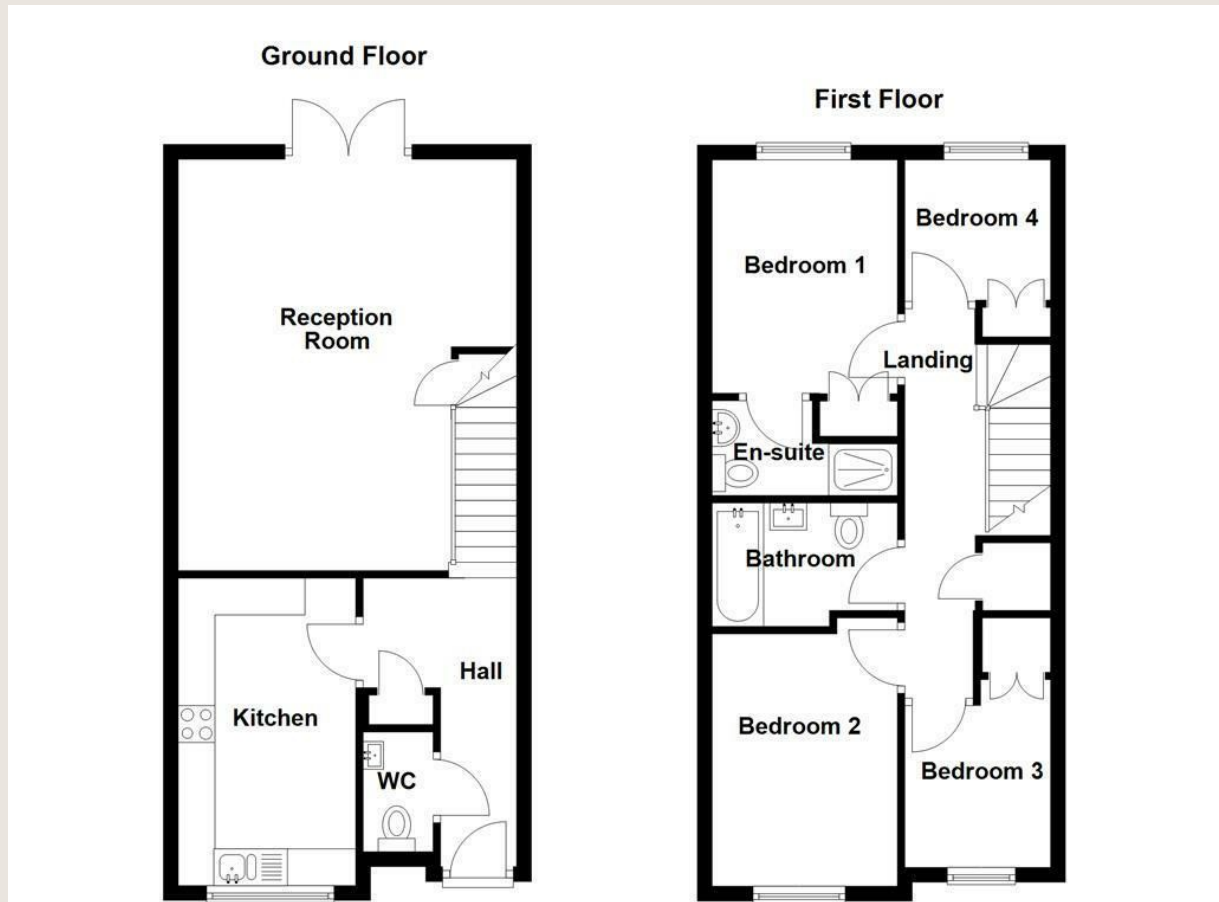 Ground Floor
Reception
Room
Kitchen
Hall
WC
First Floor
Bedroom 1
Bedroom 4
Landing
En-suite
Bathroom
Bedroom 2
Bedroom 3